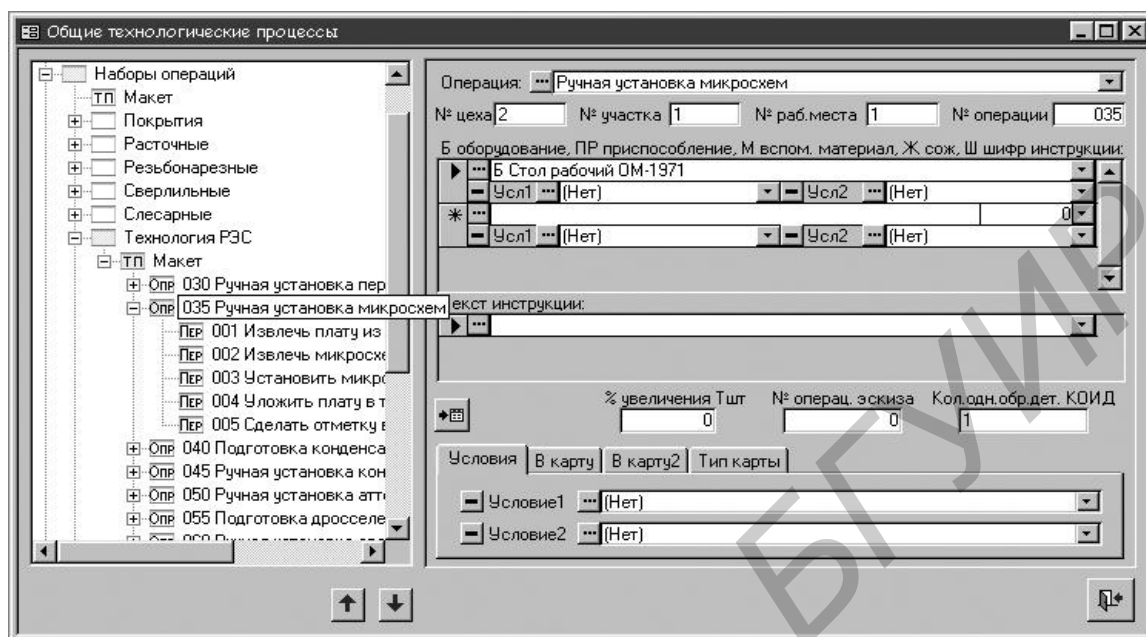 Общие технологические процессы
Наборы операций
ТП Макет
Покрытия
Расточные
Резьбонарезные
Сверлильные
Слесарные
Технология РЭС
ТП Макет
Опр 030 Ручная установка пер
Опр 035 Ручная установка микросхем
Пер 001 Извлечь плату из
Пер 002 Извлечь микросхе
Пер 003 Установить микро
Пер 004 Уложить плату в т
Пер 005 Сделать отметку в
Опр 040 Подготовка конденса
Опр 045 Ручная установка кон
Опр 050 Ручная установка атт
Опр 055 Подготовка дросселе
Операция: ... Ручная установка микросхем
№ цеха 2 № участка 1 № раб.места 1 № операции 035
Б оборудование, ПР приспособление, М вспом. материал, Ж сож, Ш шифр инструкции:
... Б Стол рабочий ОМ-1971
Усл1 ... (Нет) Усл2 ... (Нет)
* ... 0
Усл1 ... (Нет) Усл2 ... (Нет)
екст инструкции:
...
% увеличения Тшт № операц. эскиза Кол.одн.обр.дет. КОИД
0 0 1
Условия В карту В карту2 Тип карты
Условие1 ... (Нет)
Условие2 ... (Нет)
БГУИР